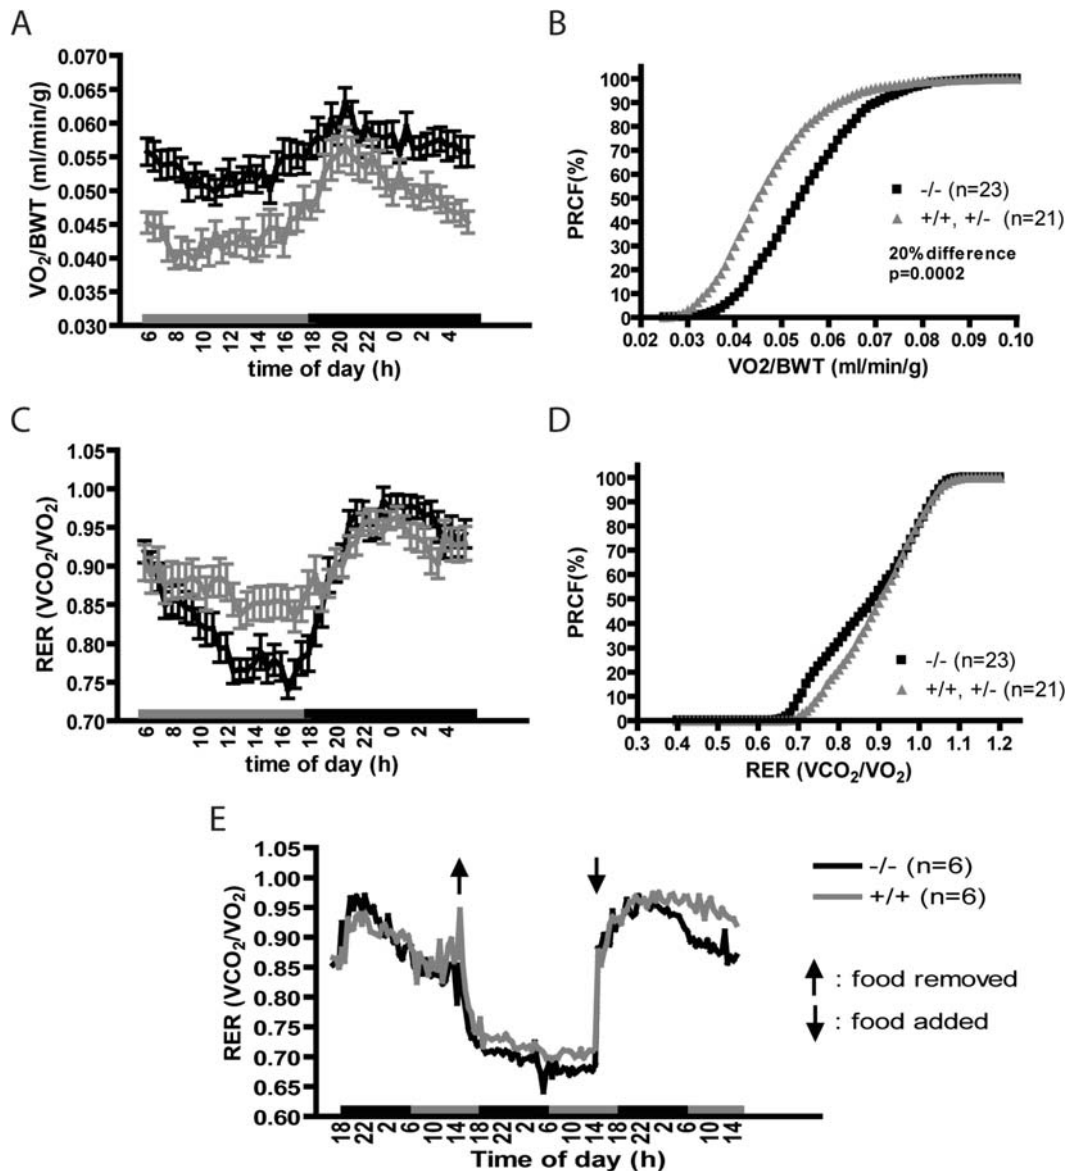 A
0.070
0.065
0.060
0.055
0.050
0.045
0.040
0.035
0.030
VO2/BWT (ml/min/g)
6 8 10 12 14 16 18 20 22 0 2 4
time of day (h)
B
100
90
80
70
60
50
40
30
20
10
0
PRCF(%)
-/- (n=23)
+/+, +/- (n=21)
20% difference
p=0.0002
0.02 0.03 0.04 0.05 0.06 0.07 0.08 0.09 0.10
VO2/BWT (ml/min/g)
C
1.05
1.00
0.95
0.90
0.85
0.80
0.75
0.70
RER (VCO2/VO2)
6 8 10 12 14 16 18 20 22 0 2 4
time of day (h)
D
100
90
80
70
60
50
40
30
20
10
0
PRCF(%)
-/- (n=23)
+/+, +/- (n=21)
0.3 0.4 0.5 0.6 0.7 0.8 0.9 1.0 1.1 1.2
RER (VCO2/VO2)
E
1.05
1.00
0.95
0.90
0.85
0.75
0.70
0.65
0.60
RER (VCO2/VO2)
18 22 2 6 10 14 18 22 2 6 10 14 18 22 2 6 10 14
Time of day (h)
-/- (n=6)
+/+ (n=6)
: food removed
: food added